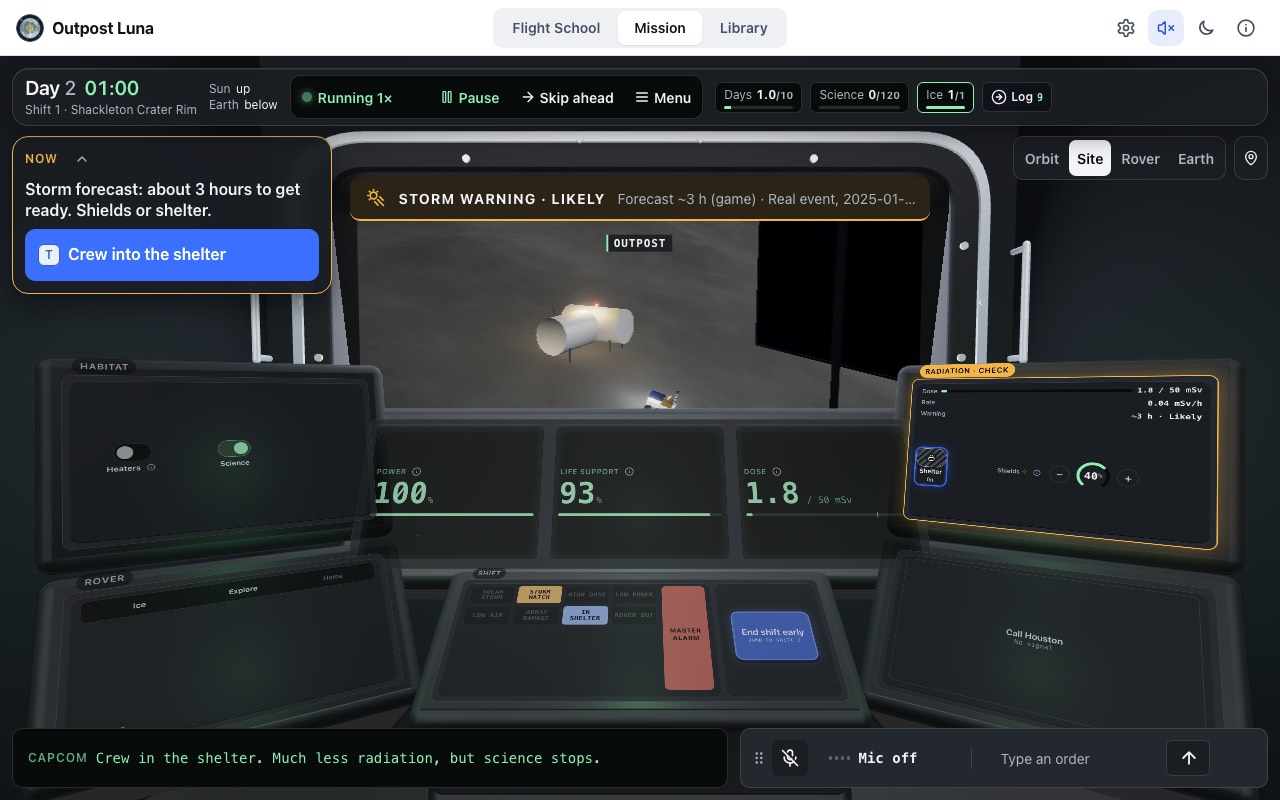 Outpost Luna
Flight School
Mission
Library
Day 2 01:00
Shift 1 · Shackleton Crater Rim
Sun up
Earth below
Running 1×
Pause
Skip ahead
Menu
Days 1.0/10
Science 0/120
Ice 1/1
Log 9
NOW
Storm forecast: about 3 hours to get
ready. Shields or shelter.
T Crew into the shelter
Orbit
Site
Rover
Earth
STORM WARNING · LIKELY Forecast ~3 h (game) · Real event, 2025-01-...
OUTPOST
HABITAT
Heaters
Science
RADIATION · CHECK
Dose 1.8 / 50 mSv
Rate 0.04 mSv/h
Warning ~3 h · Likely
Shelter
On
Shields
−
40%
+
POWER
100%
LIFE SUPPORT
93%
DOSE
1.8 / 50 mSv
ROVER
Ice
Explore
Home
SHIFT
SOLAR
STORM
STORM
WATCH
HIGH DOSE
LOW POWER
LOW AIR
ARRAY
DAMAGE
IN
SHELTER
ROVER OUT
MASTER
ALARM
End shift early
Jump to shift 2
Call Houston
No signal
CAPCOM Crew in the shelter. Much less radiation, but science stops.
Mic off
Type an order